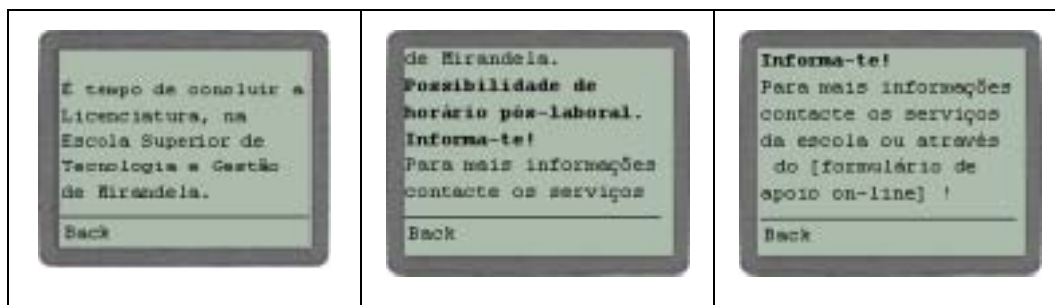 É tempo de concluir a
Licenciatura, na
Escola Superior de
Tecnologia e Gestão
de Mirandela.
Back
de Mirandela.
Possibilidade de
horário pós-laboral.
Informa-te!
Para mais informações
contacte os serviços
Back
Informa-te!
Para mais informações
contacte os serviços
da escola ou através
do [formulário de
apoio on-line] !
Back